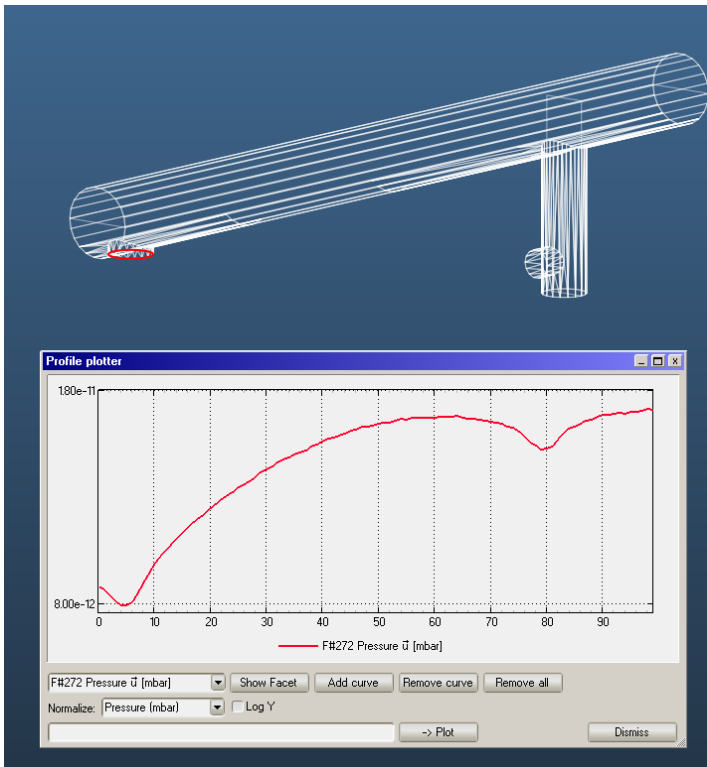 Profile plotter
1.80e-11
8.00e-12
0 10 20 30 40 50 60 70 80 90
F#272 Pressure ū [mbar]
F#272 Pressure ū [mbar] Show Facet Add curve Remove curve Remove all
Normalize: Pressure (mbar) Log Y
-> Plot Dismiss